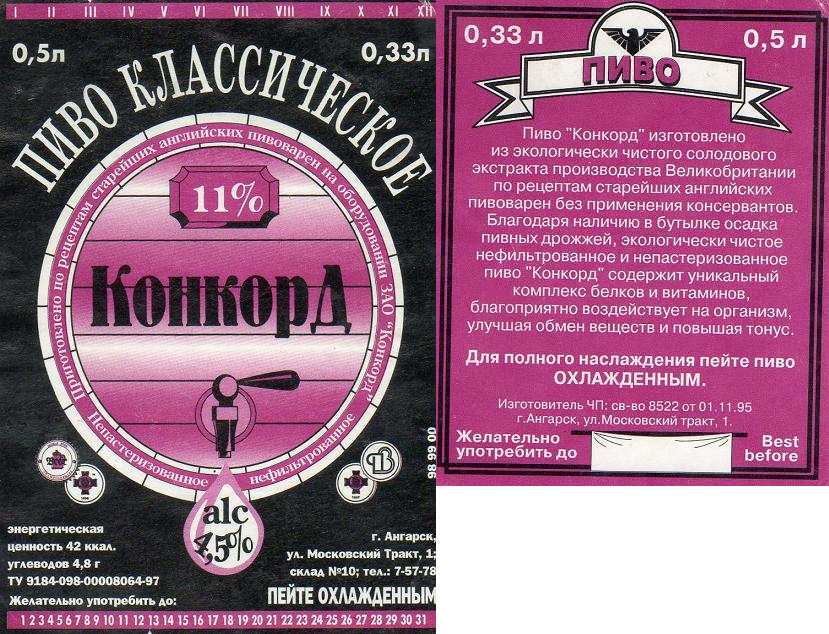 I II III IV V VI VII VIII IX X XI XII
0,5л
0,33л
ПИВО КЛАССИЧЕСКОЕ
Приготовлено по рецептам старейших английских пивоварен на оборудовании ЗАО "Конкорд"
11%
КонкорД
Непастеризованное нефильтрованное
alc
4,5%
98 99 00
энергетическая
ценность 42 ккал.
углеводов 4,8 г
ТУ 9184-098-00008064-97
Желательно употребить до:
г. Ангарск,
ул. Московский Тракт, 1;
склад №10; тел.: 7-57-78
ПЕЙТЕ ОХЛАЖДЕННЫМ
1 2 3 4 5 6 7 8 9 10 11 12 13 14 15 16 17 18 19 20 21 22 23 24 25 26 27 28 29 30 31
0,33 л
0,5 л
ПИВО
Пиво "Конкорд" изготовлено
из экологически чистого солодового
экстракта производства Великобритании
по рецептам старейших английских
пивоварен без применения консервантов.
Благодаря наличию в бутылке осадка
пивных дрожжей, экологически чистое
нефильтрованное и непастеризованное
пиво "Конкорд" содержит уникальный
комплекс белков и витаминов,
благоприятно воздействует на организм,
улучшая обмен веществ и повышая тонус.
Для полного наслаждения пейте пиво
ОХЛАЖДЕННЫМ.
Изготовитель ЧП: св-во 8522 от 01.11.95
г.Ангарск, ул.Московский тракт, 1.
Желательно
употребить до
Best
before